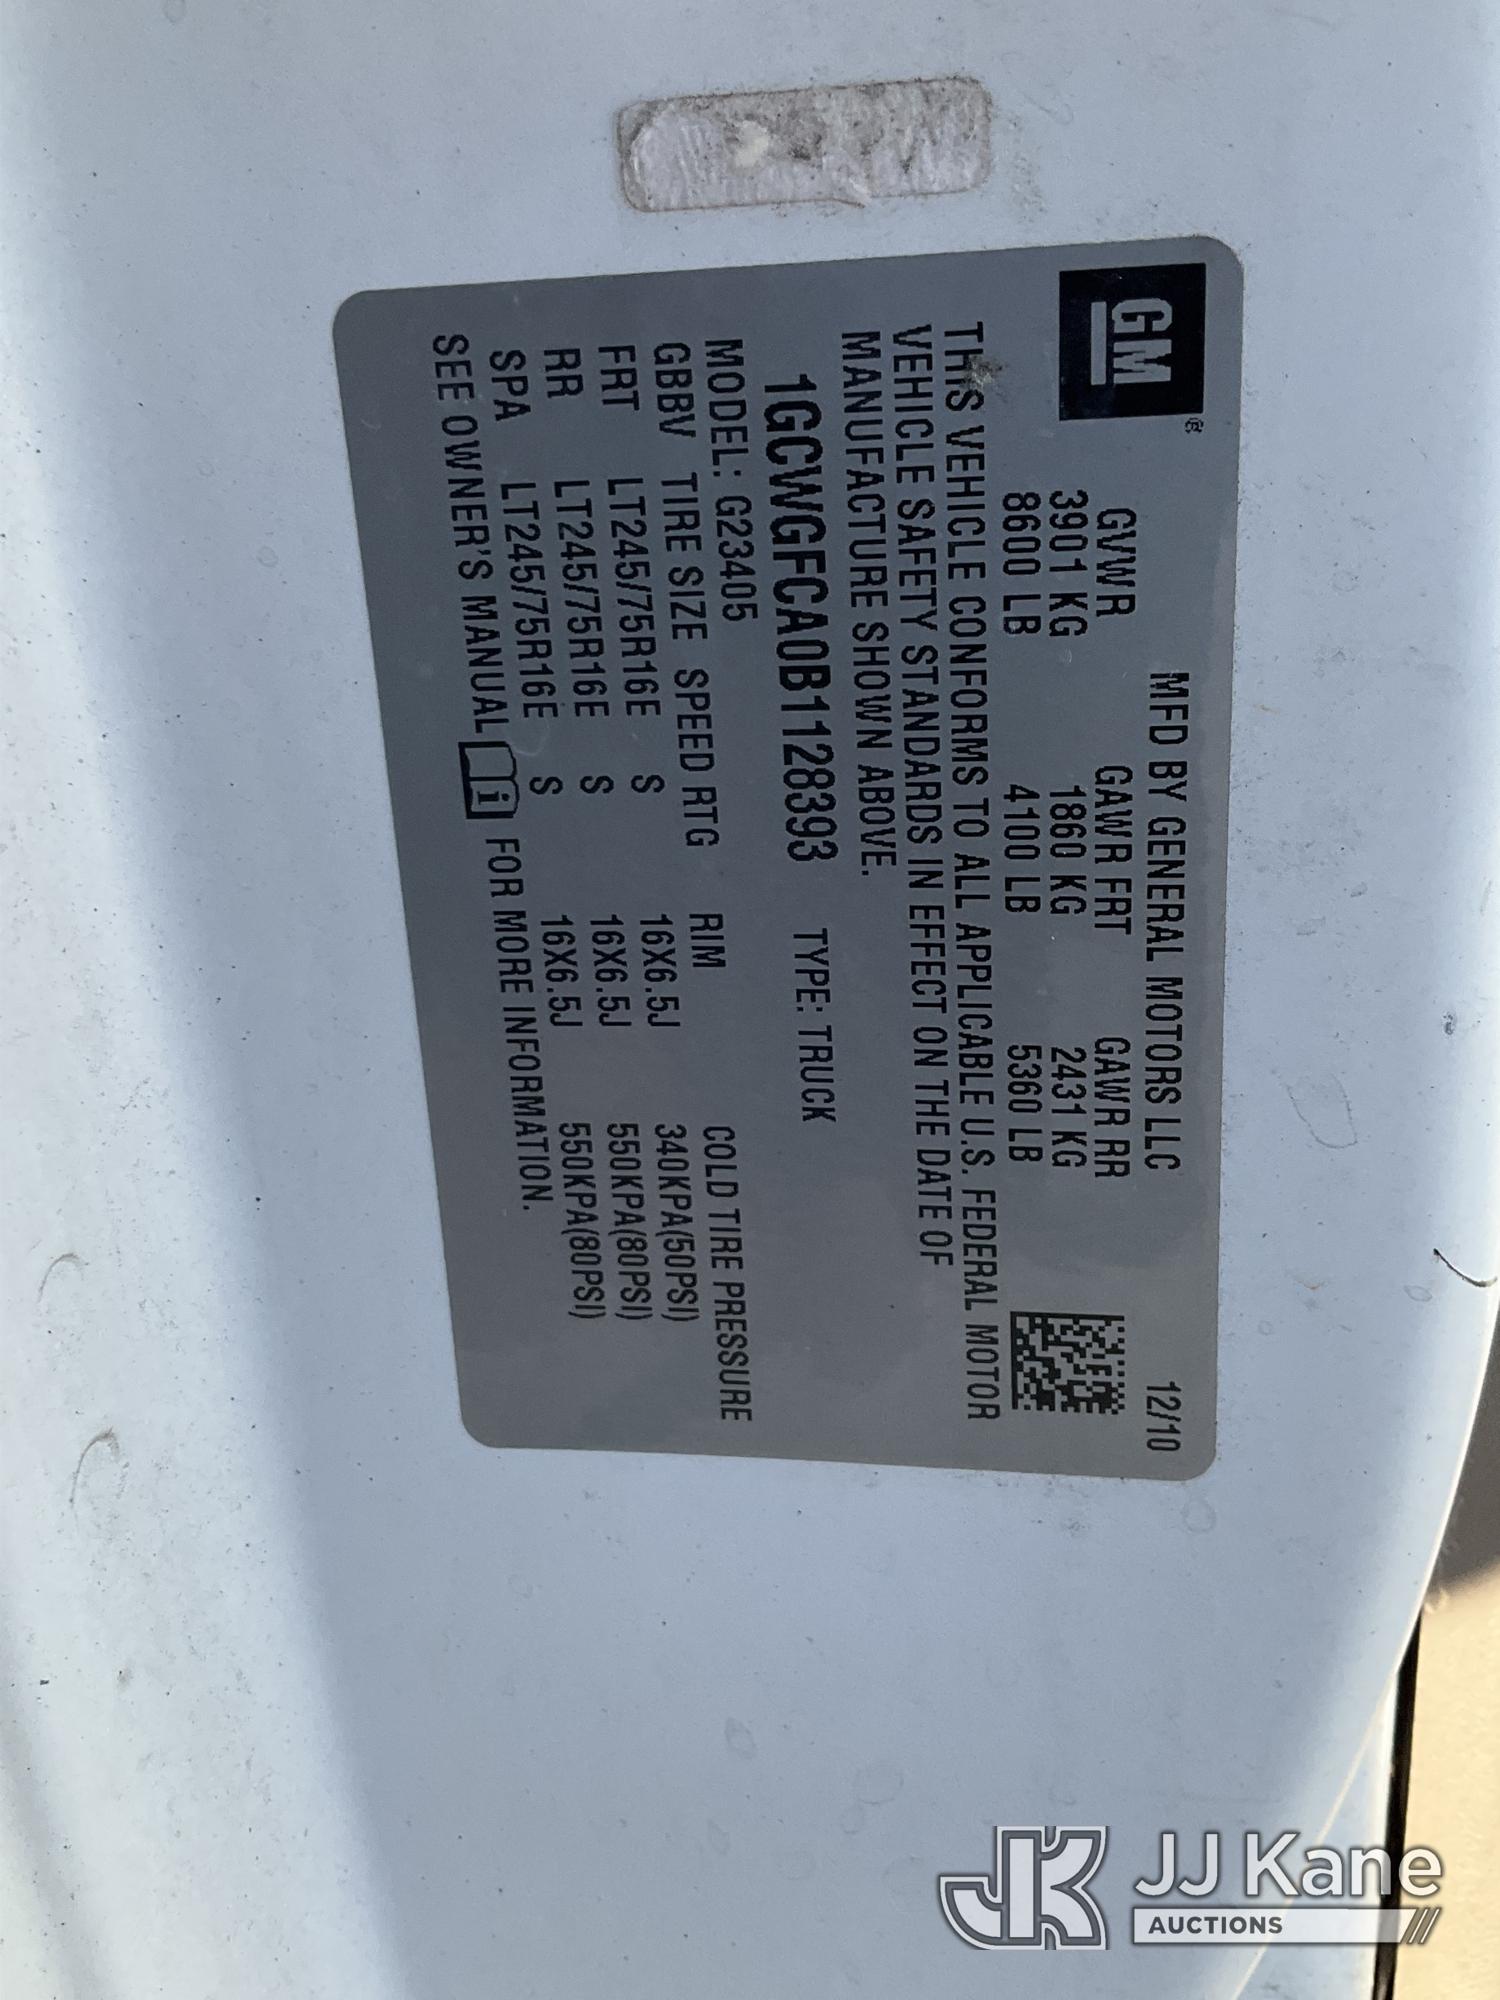 GM®
MFD BY GENERAL MOTORS LLC 12/10
GVWR GAWR FRT GAWR RR
3901 KG 1860 KG 2431 KG
8600 LB 4100 LB 5360 LB
THIS VEHICLE CONFORMS TO ALL APPLICABLE U.S. FEDERAL MOTOR
VEHICLE SAFETY STANDARDS IN EFFECT ON THE DATE OF
MANUFACTURE SHOWN ABOVE.
1GCWGFCA0B1128393 TYPE: TRUCK
MODEL: G23405
GBBV TIRE SIZE SPEED RTG RIM COLD TIRE PRESSURE
FRT LT245/75R16E S 16X6.5J 340KPA(50PSI)
RR LT245/75R16E S 16X6.5J 550KPA(80PSI)
SPA LT245/75R16E S 16X6.5J 550KPA(80PSI)
SEE OWNER'S MANUAL i FOR MORE INFORMATION.
JK JJ Kane
AUCTIONS